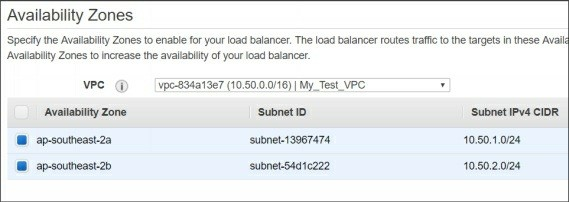 Availability Zones
Specify the Availability Zones to enable for your load balancer. The load balancer routes traffic to the targets in these
Availability Zones to increase the availability of your load balancer.
VPC i vpc-834a13e7 (10.50.0.0/16) | My_Test_VPC
Availability Zone Subnet ID Subnet IPv4 CIDR
ap-southeast-2a subnet-13967474 10.50.1.0/24
ap-southeast-2b subnet-54d1c222 10.50.2.0/24